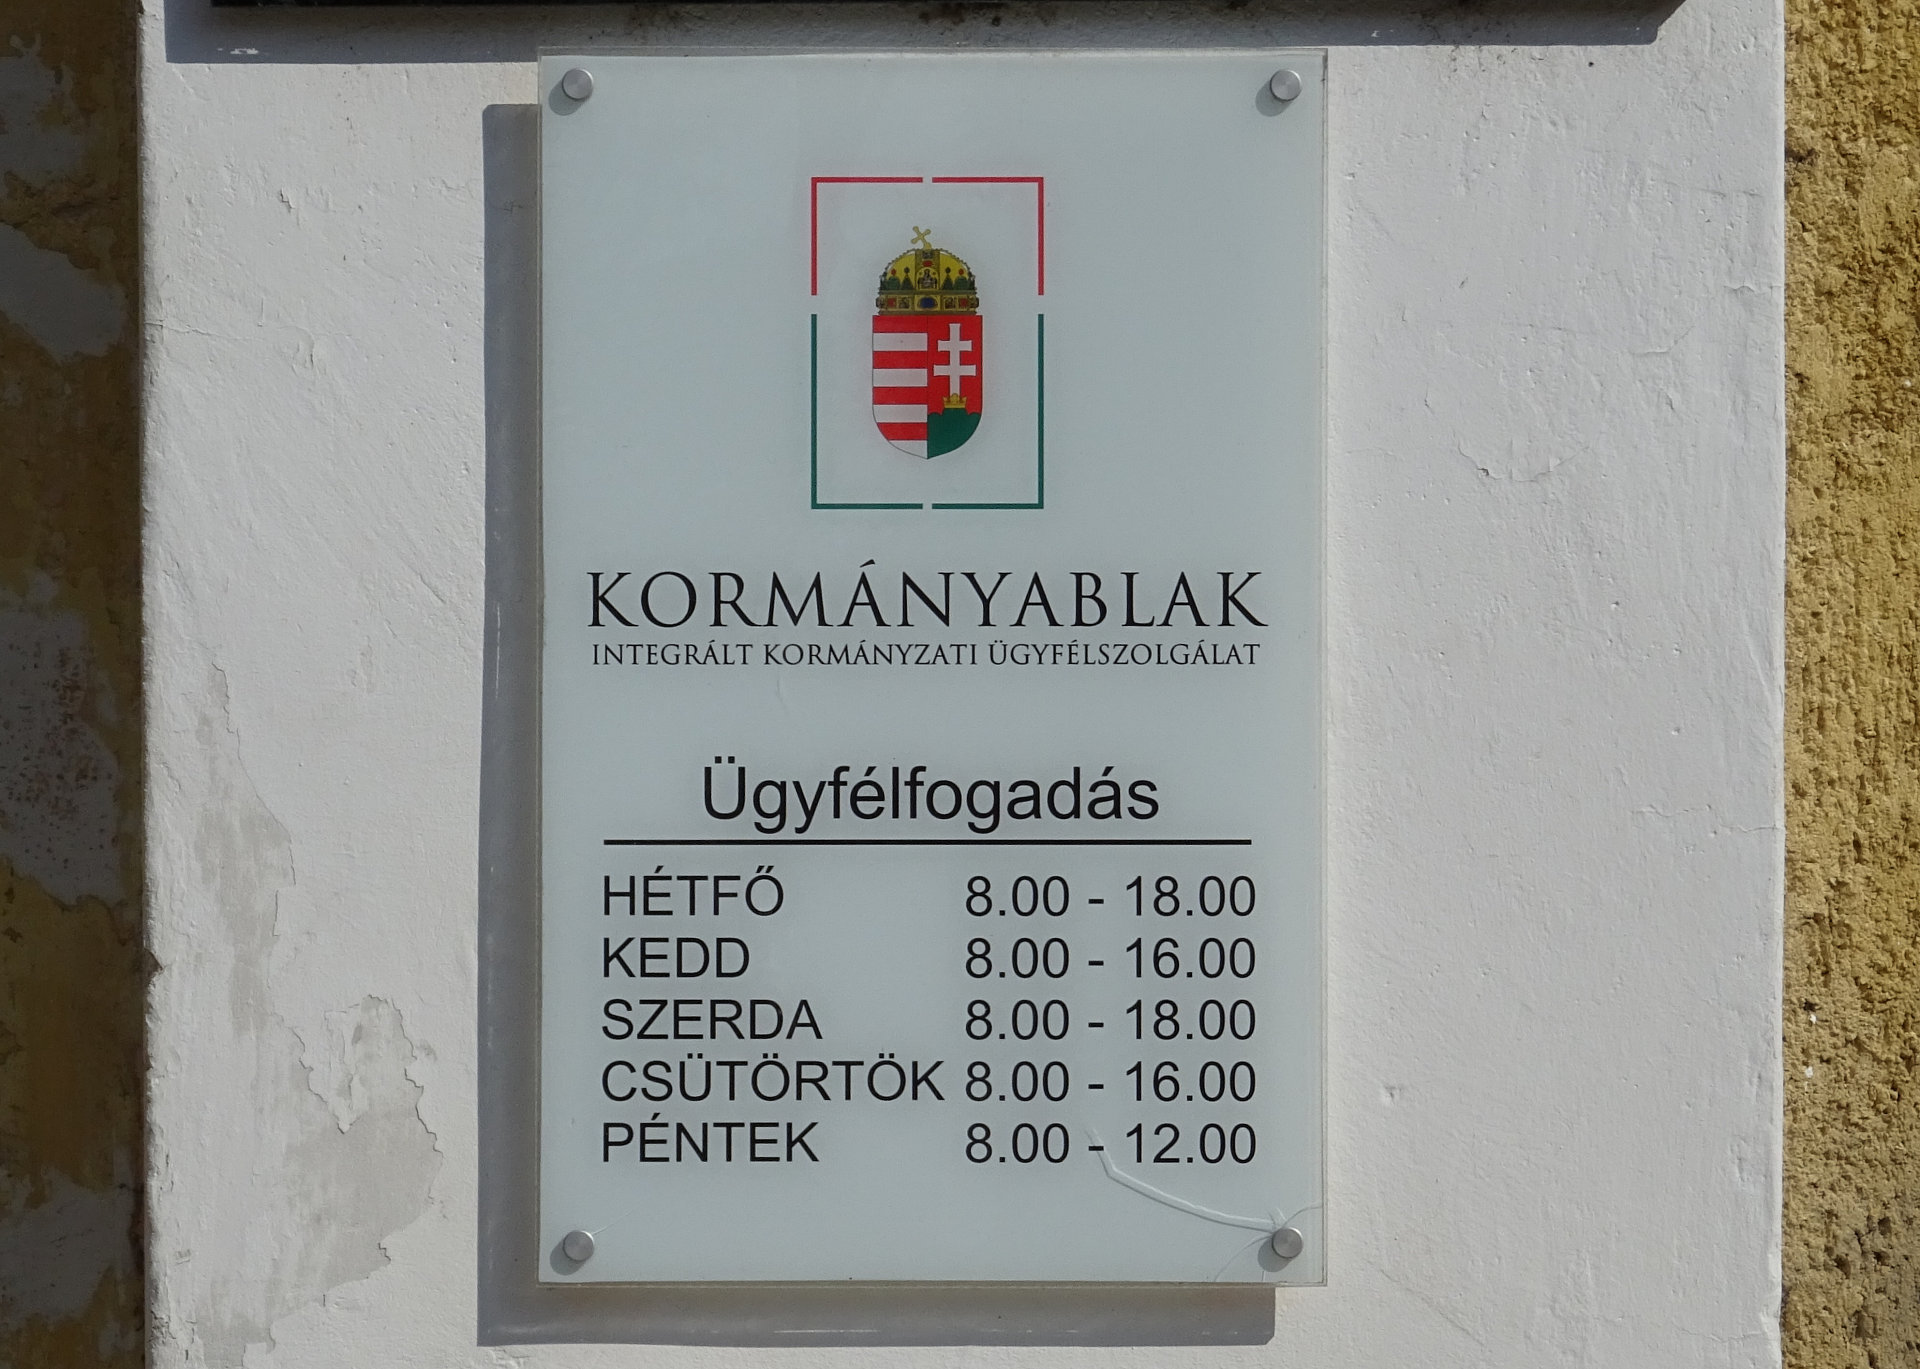 KORMÁNYABLAK
INTEGRÁLT KORMÁNYZATI ÜGYFÉLSZOLGÁLAT
Ügyfélfogadás
HÉTFŐ 8.00 - 18.00
KEDD 8.00 - 16.00
SZERDA 8.00 - 18.00
CSÜTÖRTÖK 8.00 - 16.00
PÉNTEK 8.00 - 12.00